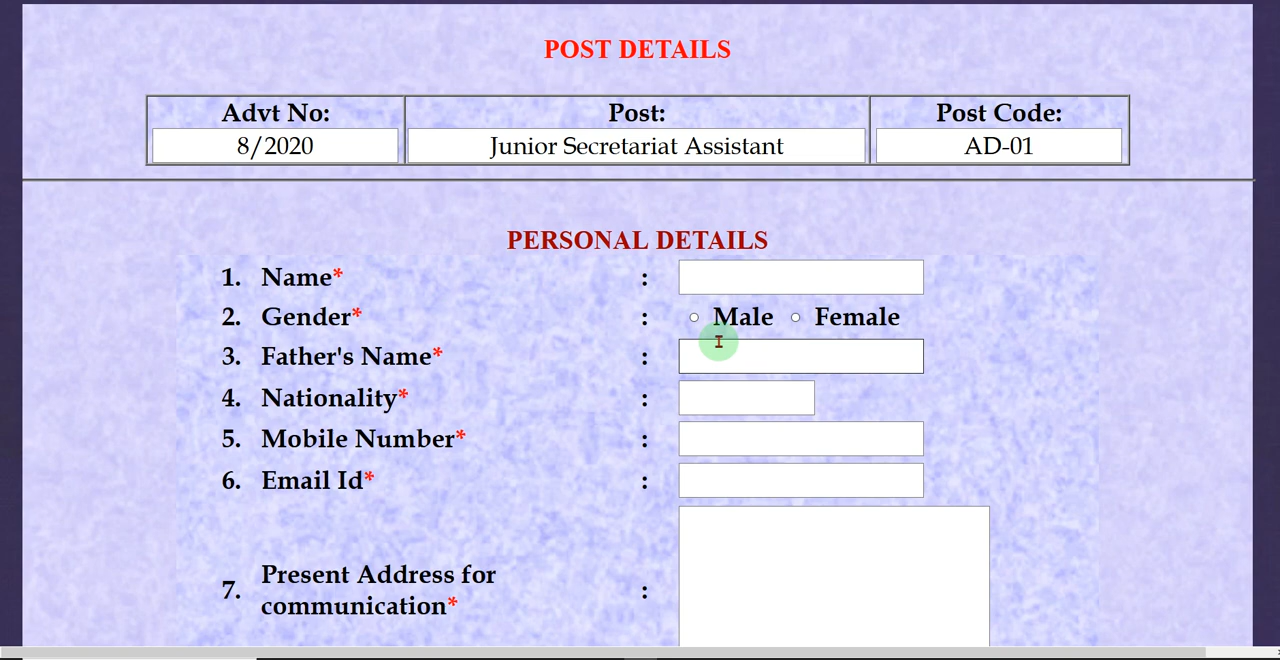 POST DETAILS
Advt No: Post: Post Code:
8/2020 Junior Secretariat Assistant AD-01
PERSONAL DETAILS
1. Name* :
2. Gender* : Male Female
3. Father's Name* :
4. Nationality* :
5. Mobile Number* :
6. Email Id* :
7. Present Address for
communication* :